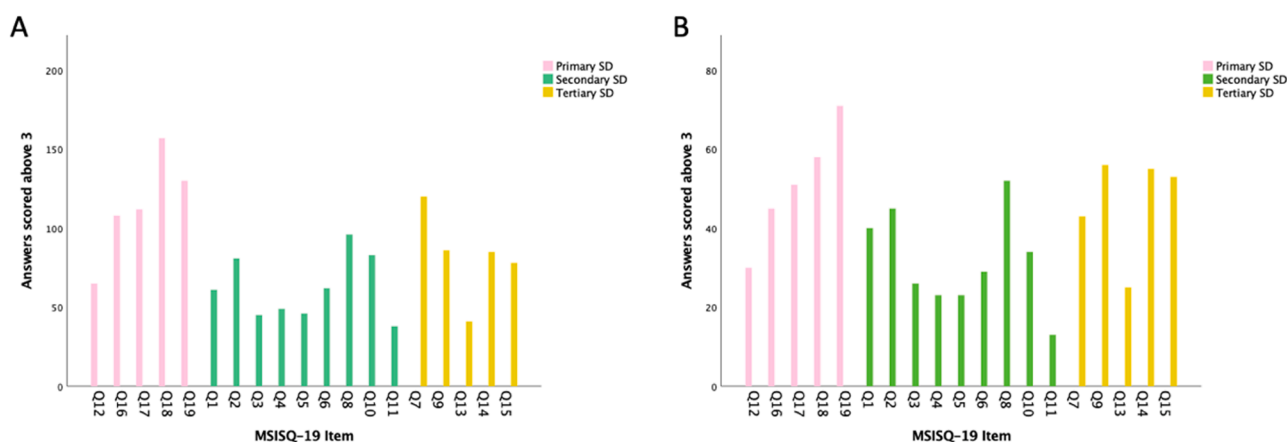 A
200
150
100
50
0
Answers scored above 3
Primary SD
Secondary SD
Tertiary SD
Q12 Q16 Q17 Q18 Q19 Q1 Q2 Q3 Q4 Q5 Q6 Q8 Q10 Q11 Q7 Q9 Q13 Q14 Q15
MSISQ-19 Item
B
80
60
40
20
0
Answers scored above 3
Primary SD
Secondary SD
Tertiary SD
Q12 Q16 Q17 Q18 Q19 Q1 Q2 Q3 Q4 Q5 Q6 Q8 Q10 Q11 Q7 Q9 Q13 Q14 Q15
MSISQ-19 Item